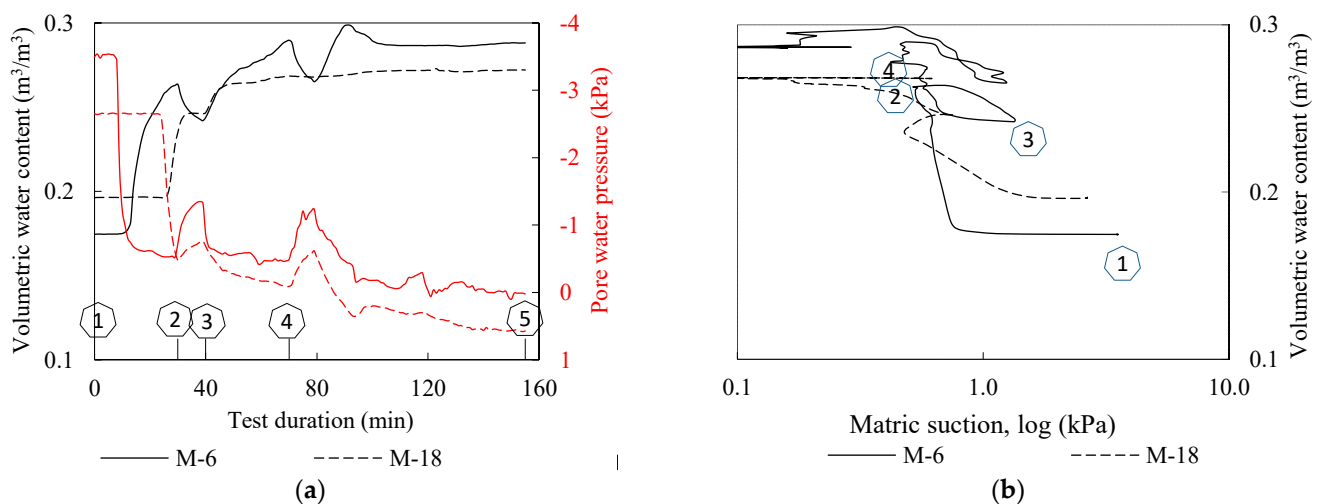 Volumetric water content (m³/m³)
0.3
0.2
0.1
-4
-3
-2
-1
0
1
Pore water pressure (kPa)
1
2
3
4
5
0
40
80
120
160
Test duration (min)
M-6
M-18
(a)
0.3
0.2
0.1
Volumetric water content (m³/m³)
4
2
3
1
0.1
1.0
10.0
Matric suction, log (kPa)
M-6
M-18
(b)